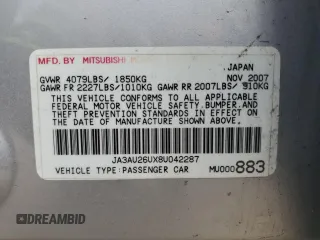 MFD. BY MITSUBISHI
JAPAN
GVWR 4079LBS/ 1850KG NOV 2007
GAWR FR 2227LBS/1010KG GAWR RR 2007LBS/ 910KG
THIS VEHICLE CONFORMS TO ALL APPLICABLE
FEDERAL MOTOR VEHICLE SAFETY,BUMPER,AND
THEFT PREVENTION STANDARDS IN EFFECT ON
THE DATE OF MANUFACTURE SHOWN ABOVE.
JA3AU26UX8U042287
VEHICLE TYPE:PASSENGER CAR MU000883
DREAMBID